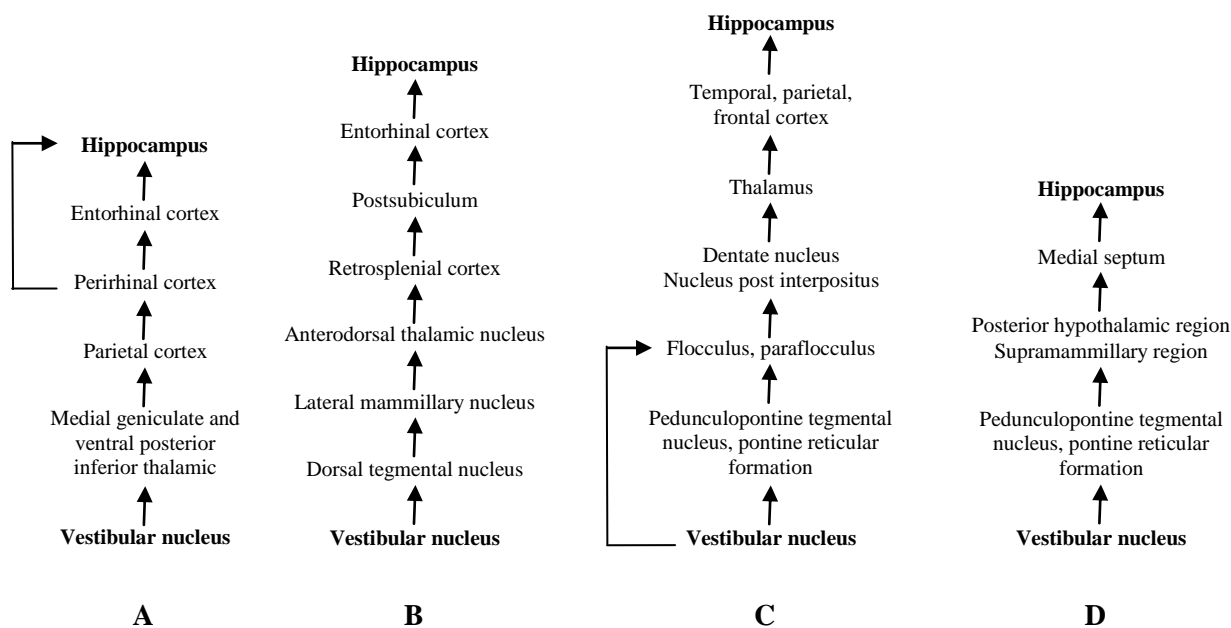 Hippocampus
Entorhinal cortex
Perirhinal cortex
Parietal cortex
Medial geniculate and
ventral posterior
inferior thalamic
Vestibular nucleus
A
Hippocampus
Entorhinal cortex
Postsubiculum
Retrosplenial cortex
Anterodorsal thalamic nucleus
Lateral mammillary nucleus
Dorsal tegmental nucleus
Vestibular nucleus
B
Hippocampus
Temporal, parietal,
frontal cortex
Thalamus
Dentate nucleus
Nucleus post interpositus
Flocculus, paraflocculus
Pedunculopontine tegmental
nucleus, pontine reticular
formation
Vestibular nucleus
C
Hippocampus
Medial septum
Posterior hypothalamic region
Supramammillary region
Pedunculopontine tegmental
nucleus, pontine reticular
formation
Vestibular nucleus
D